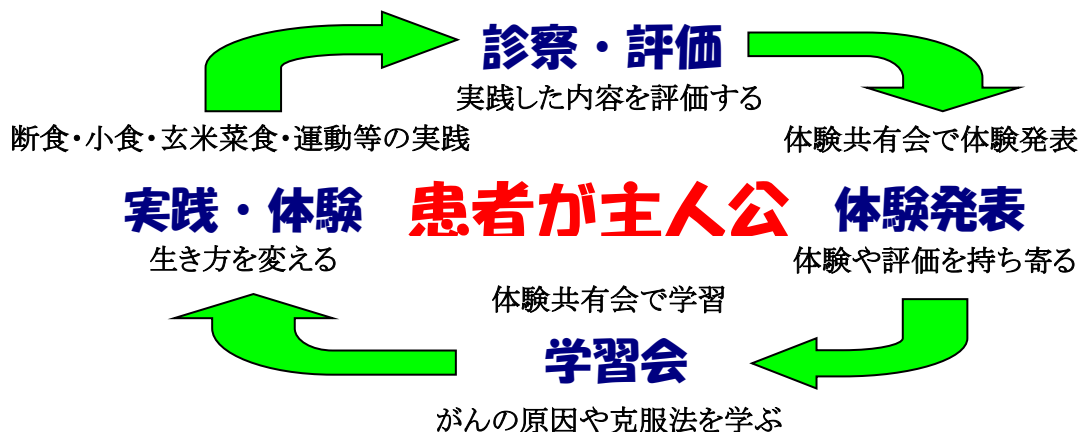 診察・評価
実践した内容を評価する
断食・小食・玄米菜食・運動等の実践
体験共有会で体験発表
実践・体験
患者が主人公
体験発表
生き方を変える
体験や評価を持ち寄る
体験共有会で学習
学習会
がんの原因や克服法を学ぶ